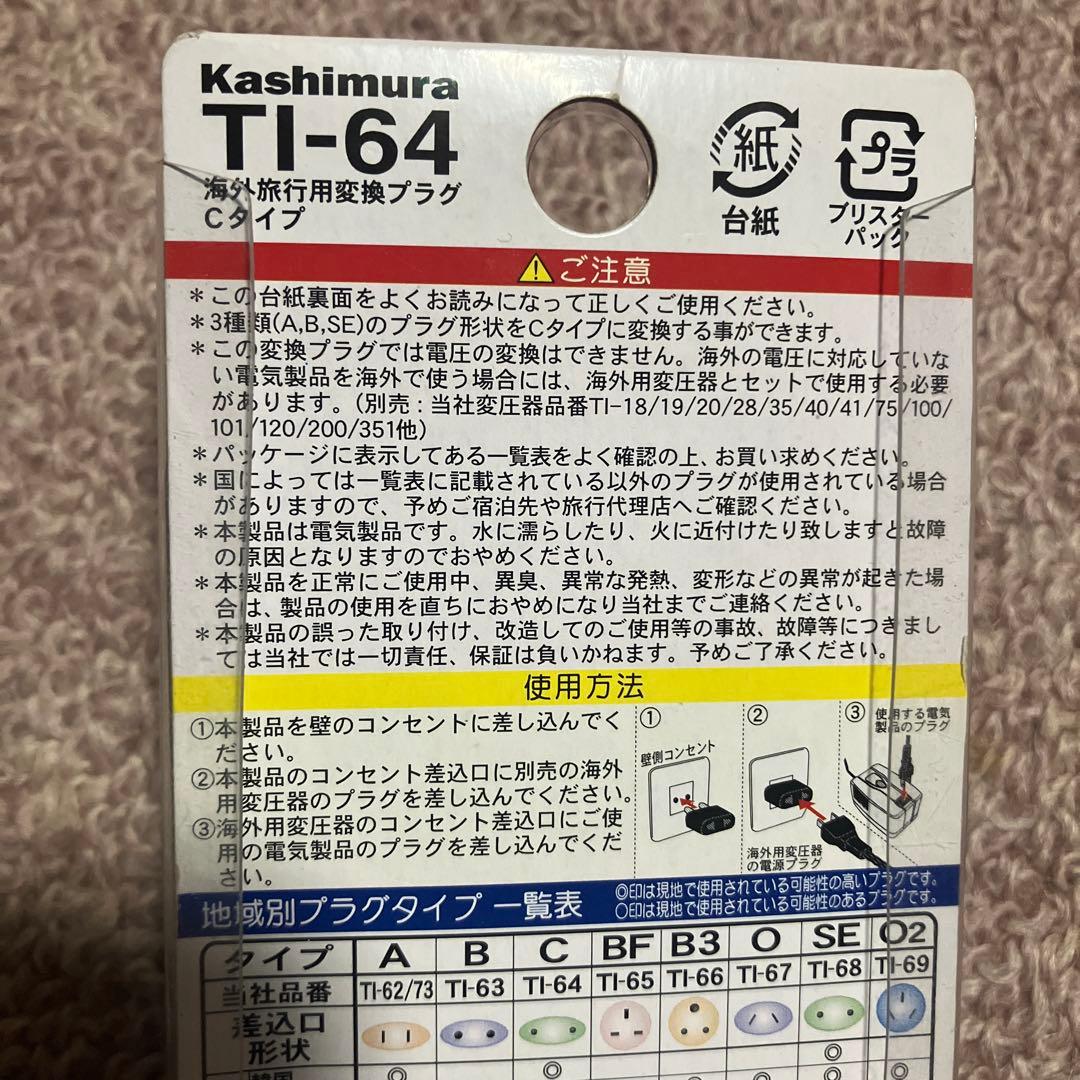 Kashimura
TI-64
海外旅行用変換プラグ
Cタイプ
紙
台紙
プラ
ブリスター
パック
ご注意
＊この台紙裏面をよくお読みになって正しくご使用ください。
＊3種類(A,B,SE)のプラグ形状をCタイプに変換する事ができます。
＊この変換プラグでは電圧の変換はできません。海外の電圧に対応していな
い電気製品を海外で使う場合には、海外用変圧器とセットで使用する必要
があります。(別売：当社変圧器品番TI-18/19/20/28/35/40/41/75/100/
101/120/200/351他)
＊パッケージに表示してある一覧表をよく確認の上、お買い求めください。
＊国によっては一覧表に記載されている以外のプラグが使用されている場合
がありますので、予めご宿泊先や旅行代理店へご確認ください。
＊本製品は電気製品です。水に濡らしたり、火に近付けたり致しますと故障
の原因となりますのでおやめください。
＊本製品を正常にご使用中、異臭、異常な発熱、変形などの異常が起きた場
合は、製品の使用を直ちにおやめになり当社までご連絡ください。
＊本製品の誤った取り付け、改造してのご使用等の事故、故障等につきまし
ては当社では一切責任、保証は負いかねます。予めご了承ください。
使用方法
①本製品を壁のコンセントに差し込んでく
ださい。
②本製品のコンセント差込口に別売の海外
用変圧器のプラグを差し込んでください。
③海外用変圧器のコンセント差込口にご使
用の電気製品のプラグを差し込んでくだ
さい。
①
壁側コンセント
②
海外用変圧器
の電源プラグ
③
使用する電気
製品のプラグ
地域別プラグタイプ一覧表
◎印は現地で使用されている可能性の高いプラグです。
○印は現地で使用されている可能性のあるプラグです。
タイプ A B C BF B3 O SE O2
当社品番 TI-62/73 TI-63 TI-64 TI-65 TI-66 TI-67 TI-68 TI-69
差込口
形状
◎
韓国 ◎ ◎ ◎